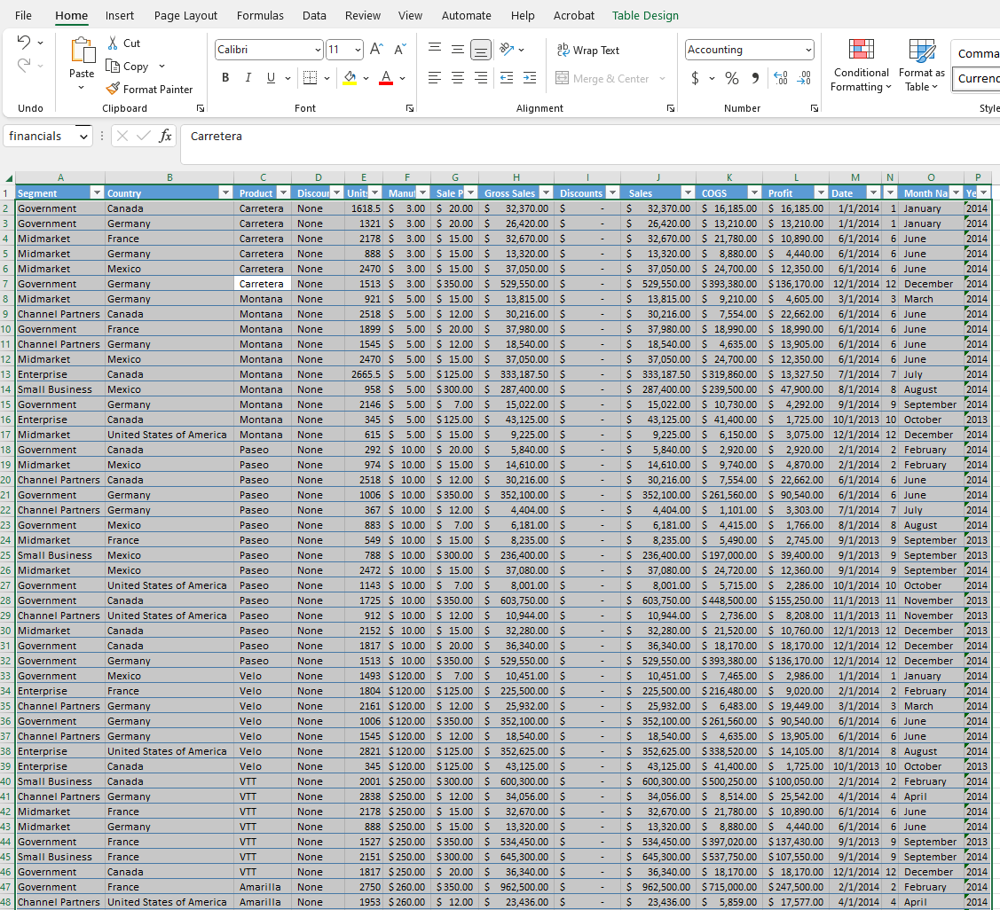 File Home Insert Page Layout Formulas Data Review View Automate Help Acrobat Table Design
Cut Calibri 11 A^ A˅ ab Wrap Text Accounting Comma
Paste Copy B I U A Merge & Center $ % 9 .00 .00 Conditional Formatting Format as Table Currenc
Format Painter
Undo Clipboard Font Alignment Number Style
financials fx Carretera
A B C D E F G H I J K L M N O P
1 Segment Country Product Discour Units Manuf Sale P Gross Sales Discounts Sales COGS Profit Date Month Na Ye
2 Government Canada Carretera None 1618.5 $ 3.00 $ 20.00 $ 32,370.00 $ - $ 32,370.00 $ 16,185.00 $ 16,185.00 1/1/2014 1 January 2014
3 Government Germany Carretera None 1321 $ 3.00 $ 20.00 $ 26,420.00 $ - $ 26,420.00 $ 13,210.00 $ 13,210.00 1/1/2014 1 January 2014
4 Midmarket France Carretera None 2178 $ 3.00 $ 15.00 $ 32,670.00 $ - $ 32,670.00 $ 21,780.00 $ 10,890.00 6/1/2014 6 June 2014
5 Midmarket Germany Carretera None 888 $ 3.00 $ 15.00 $ 13,320.00 $ - $ 13,320.00 $ 8,880.00 $ 4,440.00 6/1/2014 6 June 2014
6 Midmarket Mexico Carretera None 2470 $ 3.00 $ 15.00 $ 37,050.00 $ - $ 37,050.00 $ 24,700.00 $ 12,350.00 6/1/2014 6 June 2014
7 Government Germany Carretera None 1513 $ 3.00 $ 350.00 $ 529,550.00 $ - $ 529,550.00 $ 393,380.00 $ 136,170.00 12/1/2014 12 December 2014
8 Midmarket Germany Montana None 921 $ 5.00 $ 15.00 $ 13,815.00 $ - $ 13,815.00 $ 9,210.00 $ 4,605.00 3/1/2014 3 March 2014
9 Channel Partners Canada Montana None 2518 $ 5.00 $ 12.00 $ 30,216.00 $ - $ 30,216.00 $ 7,554.00 $ 22,662.00 6/1/2014 6 June 2014
10 Government France Montana None 1899 $ 5.00 $ 20.00 $ 37,980.00 $ - $ 37,980.00 $ 18,990.00 $ 18,990.00 6/1/2014 6 June 2014
11 Channel Partners Germany Montana None 1545 $ 5.00 $ 12.00 $ 18,540.00 $ - $ 18,540.00 $ 4,635.00 $ 13,905.00 6/1/2014 6 June 2014
12 Midmarket Mexico Montana None 2470 $ 5.00 $ 15.00 $ 37,050.00 $ - $ 37,050.00 $ 24,700.00 $ 12,350.00 6/1/2014 6 June 2014
13 Enterprise Canada Montana None 2665.5 $ 5.00 $ 125.00 $ 333,187.50 $ - $ 333,187.50 $ 319,860.00 $ 13,327.50 7/1/2014 7 July 2014
14 Small Business Mexico Montana None 958 $ 5.00 $ 300.00 $ 287,400.00 $ - $ 287,400.00 $ 239,500.00 $ 47,900.00 8/1/2014 8 August 2014
15 Government Germany Montana None 2146 $ 5.00 $ 7.00 $ 15,022.00 $ - $ 15,022.00 $ 10,730.00 $ 4,292.00 9/1/2014 9 September 2014
16 Enterprise Canada Montana None 345 $ 5.00 $ 125.00 $ 43,125.00 $ - $ 43,125.00 $ 41,400.00 $ 1,725.00 10/1/2013 10 October 2013
17 Midmarket United States of America Montana None 615 $ 5.00 $ 15.00 $ 9,225.00 $ - $ 9,225.00 $ 6,150.00 $ 3,075.00 12/1/2014 12 December 2014
18 Government Canada Paseo None 292 $ 10.00 $ 20.00 $ 5,840.00 $ - $ 5,840.00 $ 2,920.00 $ 2,920.00 2/1/2014 2 February 2014
19 Midmarket Mexico Paseo None 974 $ 10.00 $ 15.00 $ 14,610.00 $ - $ 14,610.00 $ 9,740.00 $ 4,870.00 2/1/2014 2 February 2014
20 Channel Partners Canada Paseo None 2518 $ 10.00 $ 12.00 $ 30,216.00 $ - $ 30,216.00 $ 7,554.00 $ 22,662.00 6/1/2014 6 June 2014
21 Government Germany Paseo None 1006 $ 10.00 $ 350.00 $ 352,100.00 $ - $ 352,100.00 $ 261,560.00 $ 90,540.00 6/1/2014 6 June 2014
22 Channel Partners Germany Paseo None 367 $ 10.00 $ 12.00 $ 4,404.00 $ - $ 4,404.00 $ 1,101.00 $ 3,303.00 7/1/2014 7 July 2014
23 Government Mexico Paseo None 883 $ 10.00 $ 7.00 $ 6,181.00 $ - $ 6,181.00 $ 4,415.00 $ 1,766.00 8/1/2014 8 August 2014
24 Midmarket France Paseo None 549 $ 10.00 $ 15.00 $ 8,235.00 $ - $ 8,235.00 $ 5,490.00 $ 2,745.00 9/1/2013 9 September 2013
25 Small Business Mexico Paseo None 788 $ 10.00 $ 300.00 $ 236,400.00 $ - $ 236,400.00 $ 197,000.00 $ 39,400.00 9/1/2013 9 September 2013
26 Midmarket Mexico Paseo None 2472 $ 10.00 $ 15.00 $ 37,080.00 $ - $ 37,080.00 $ 24,720.00 $ 12,360.00 9/1/2014 9 September 2014
27 Government United States of America Paseo None 1143 $ 10.00 $ 7.00 $ 8,001.00 $ - $ 8,001.00 $ 5,715.00 $ 2,286.00 10/1/2014 10 October 2014
28 Government Canada Paseo None 1725 $ 10.00 $ 350.00 $ 603,750.00 $ - $ 603,750.00 $ 448,500.00 $ 155,250.00 11/1/2013 11 November 2013
29 Channel Partners United States of America Paseo None 912 $ 10.00 $ 12.00 $ 10,944.00 $ - $ 10,944.00 $ 2,736.00 $ 8,208.00 11/1/2013 11 November 2013
30 Midmarket Canada Paseo None 2152 $ 10.00 $ 15.00 $ 32,280.00 $ - $ 32,280.00 $ 21,520.00 $ 10,760.00 12/1/2013 12 December 2013
31 Government Canada Paseo None 1817 $ 10.00 $ 20.00 $ 36,340.00 $ - $ 36,340.00 $ 18,170.00 $ 18,170.00 12/1/2014 12 December 2014
32 Government Germany Paseo None 1513 $ 10.00 $ 350.00 $ 529,550.00 $ - $ 529,550.00 $ 393,380.00 $ 136,170.00 12/1/2014 12 December 2014
33 Government Mexico Velo None 1493 $ 120.00 $ 7.00 $ 10,451.00 $ - $ 10,451.00 $ 7,465.00 $ 2,986.00 1/1/2014 1 January 2014
34 Enterprise France Velo None 1804 $ 120.00 $ 125.00 $ 225,500.00 $ - $ 225,500.00 $ 216,480.00 $ 9,020.00 2/1/2014 2 February 2014
35 Channel Partners Germany Velo None 2161 $ 120.00 $ 12.00 $ 25,932.00 $ - $ 25,932.00 $ 6,483.00 $ 19,449.00 3/1/2014 3 March 2014
36 Government Germany Velo None 1006 $ 120.00 $ 350.00 $ 352,100.00 $ - $ 352,100.00 $ 261,560.00 $ 90,540.00 6/1/2014 6 June 2014
37 Channel Partners Germany Velo None 1545 $ 120.00 $ 12.00 $ 18,540.00 $ - $ 18,540.00 $ 4,635.00 $ 13,905.00 6/1/2014 6 June 2014
38 Enterprise United States of America Velo None 2821 $ 120.00 $ 125.00 $ 352,625.00 $ - $ 352,625.00 $ 338,520.00 $ 14,105.00 8/1/2014 8 August 2014
39 Enterprise Canada Velo None 345 $ 120.00 $ 125.00 $ 43,125.00 $ - $ 43,125.00 $ 41,400.00 $ 1,725.00 10/1/2013 10 October 2013
40 Small Business Canada VTT None 2001 $ 250.00 $ 300.00 $ 600,300.00 $ - $ 600,300.00 $ 500,250.00 $ 100,050.00 2/1/2014 2 February 2014
41 Channel Partners Germany VTT None 2838 $ 250.00 $ 12.00 $ 34,056.00 $ - $ 34,056.00 $ 8,514.00 $ 25,542.00 4/1/2014 4 April 2014
42 Midmarket France VTT None 2178 $ 250.00 $ 15.00 $ 32,670.00 $ - $ 32,670.00 $ 21,780.00 $ 10,890.00 6/1/2014 6 June 2014
43 Midmarket Germany VTT None 888 $ 250.00 $ 15.00 $ 13,320.00 $ - $ 13,320.00 $ 8,880.00 $ 4,440.00 6/1/2014 6 June 2014
44 Government France VTT None 1527 $ 250.00 $ 350.00 $ 534,450.00 $ - $ 534,450.00 $ 397,020.00 $ 137,430.00 9/1/2013 9 September 2013
45 Small Business France VTT None 2151 $ 250.00 $ 300.00 $ 645,300.00 $ - $ 645,300.00 $ 537,750.00 $ 107,550.00 9/1/2014 9 September 2014
46 Government Canada VTT None 1817 $ 250.00 $ 20.00 $ 36,340.00 $ - $ 36,340.00 $ 18,170.00 $ 18,170.00 12/1/2014 12 December 2014
47 Government France Amarilla None 2750 $ 260.00 $ 350.00 $ 962,500.00 $ - $ 962,500.00 $ 715,000.00 $ 247,500.00 2/1/2014 2 February 2014
48 Channel Partners United States of America Amarilla None 1953 $ 260.00 $ 12.00 $ 23,436.00 $ - $ 23,436.00 $ 5,859.00 $ 17,577.00 4/1/2014 4 April 2014